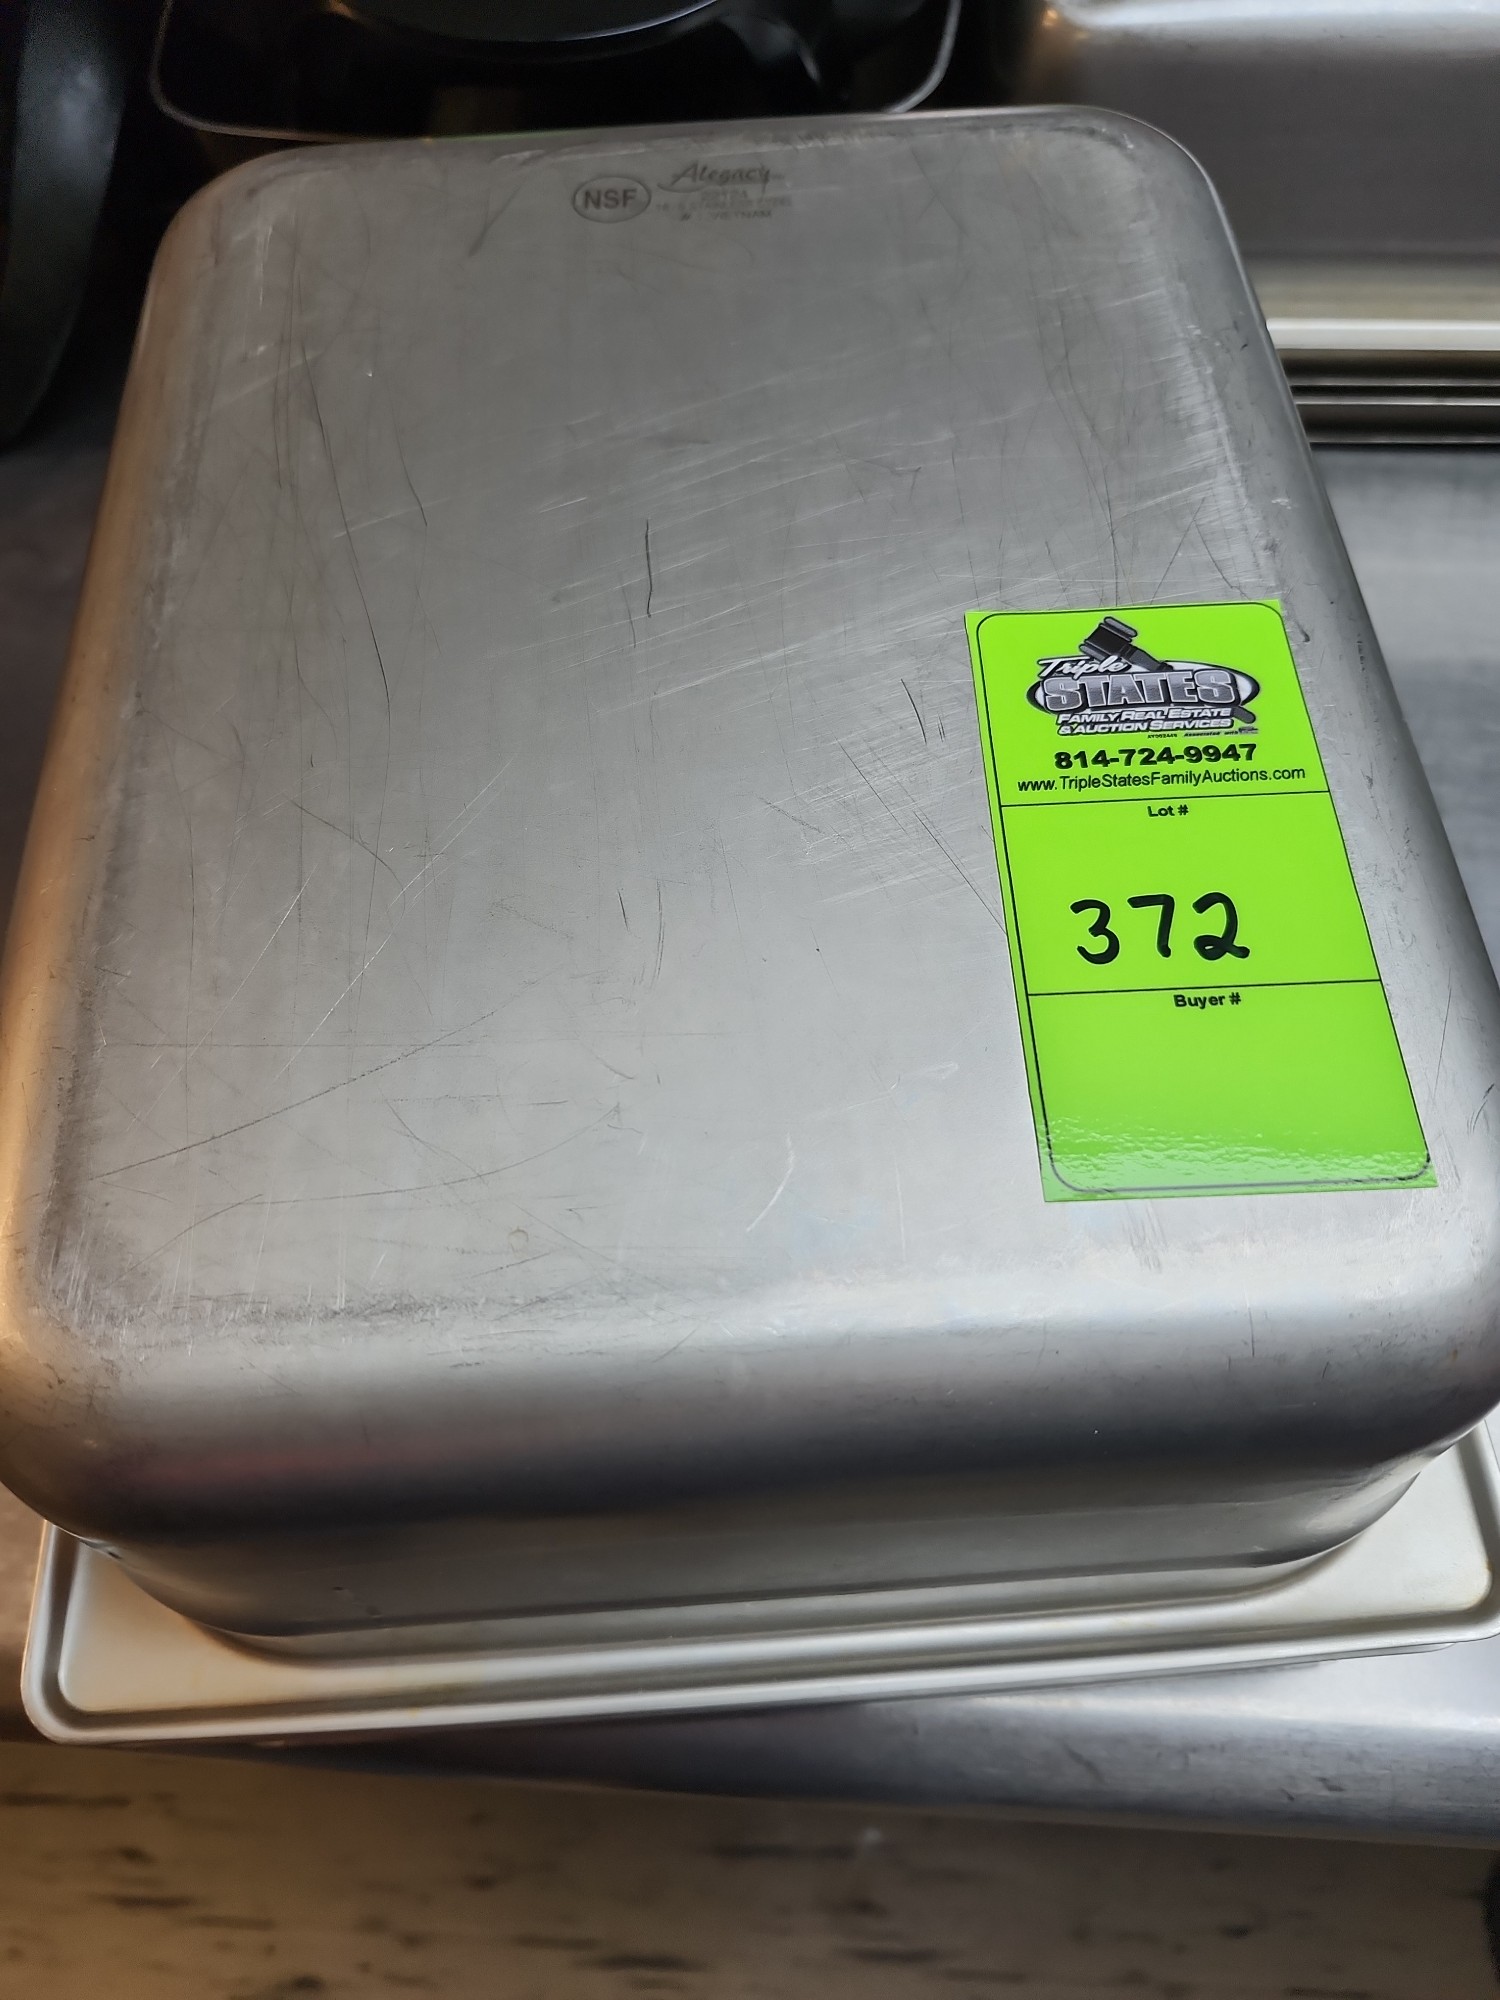 NSF
Alegacy
Triple
STATES
FAMILY REAL ESTATE
& AUCTION SERVICES
814-724-9947
www.TripleStatesFamilyAuctions.com
Lot #
372
Buyer #